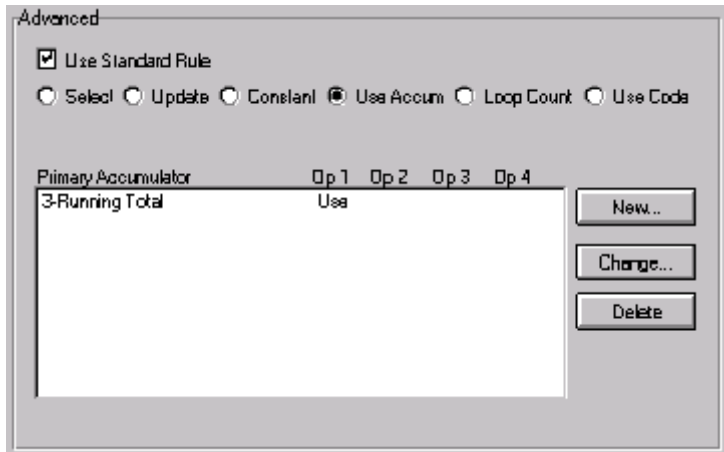 Advanced
Use Standard Rule
Select Update Constant Use Accum Loop Count Use Code
Primary Accumulator Op 1 Op 2 Op 3 Op 4
3-Running Total Use
New...
Change...
Delete